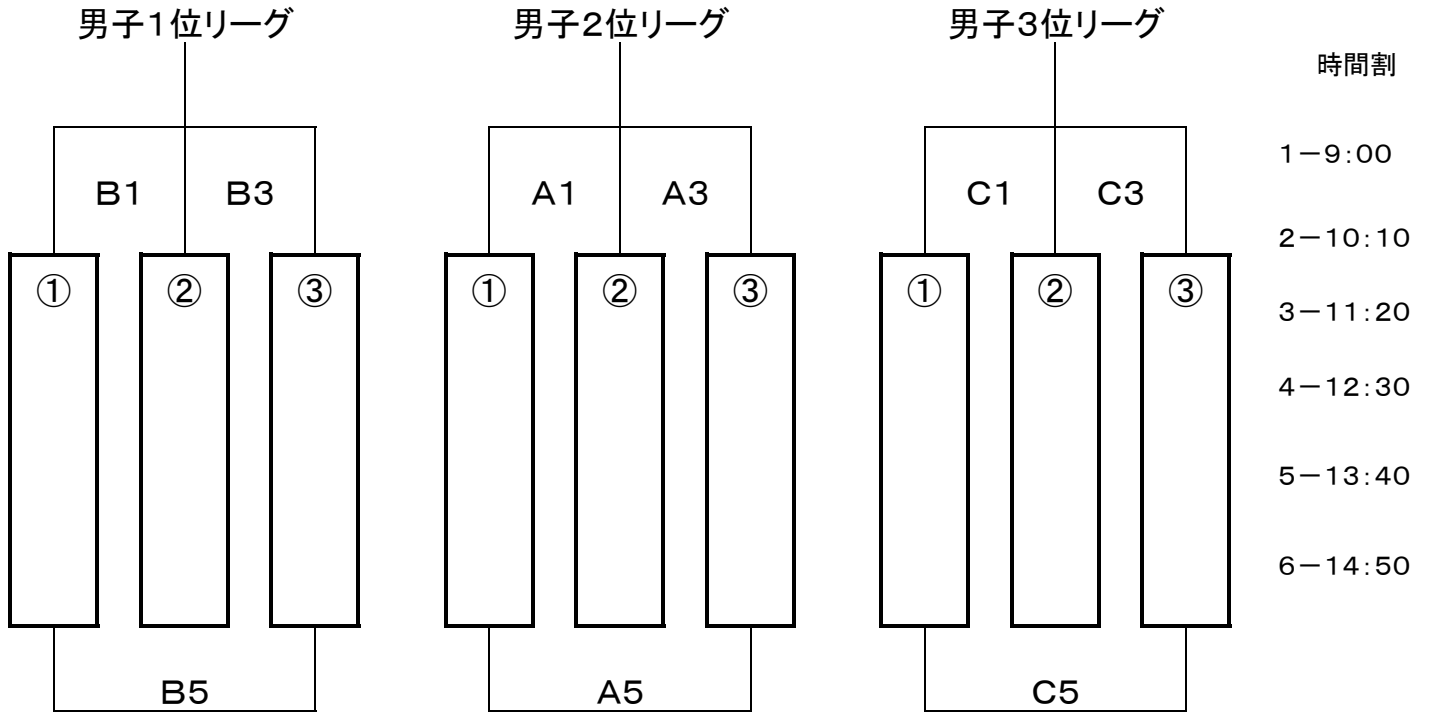 男子１位リーグ
男子２位リーグ
男子３位リーグ
時間割
１－９：００
Ｂ１ Ｂ３ Ａ１ Ａ３ Ｃ１ Ｃ３
２－１０：１０
① ② ③ ① ② ③ ① ② ③
３－１１：２０
４－１２：３０
５－１３：４０
６－１４：５０
Ｂ５ Ａ５ Ｃ５